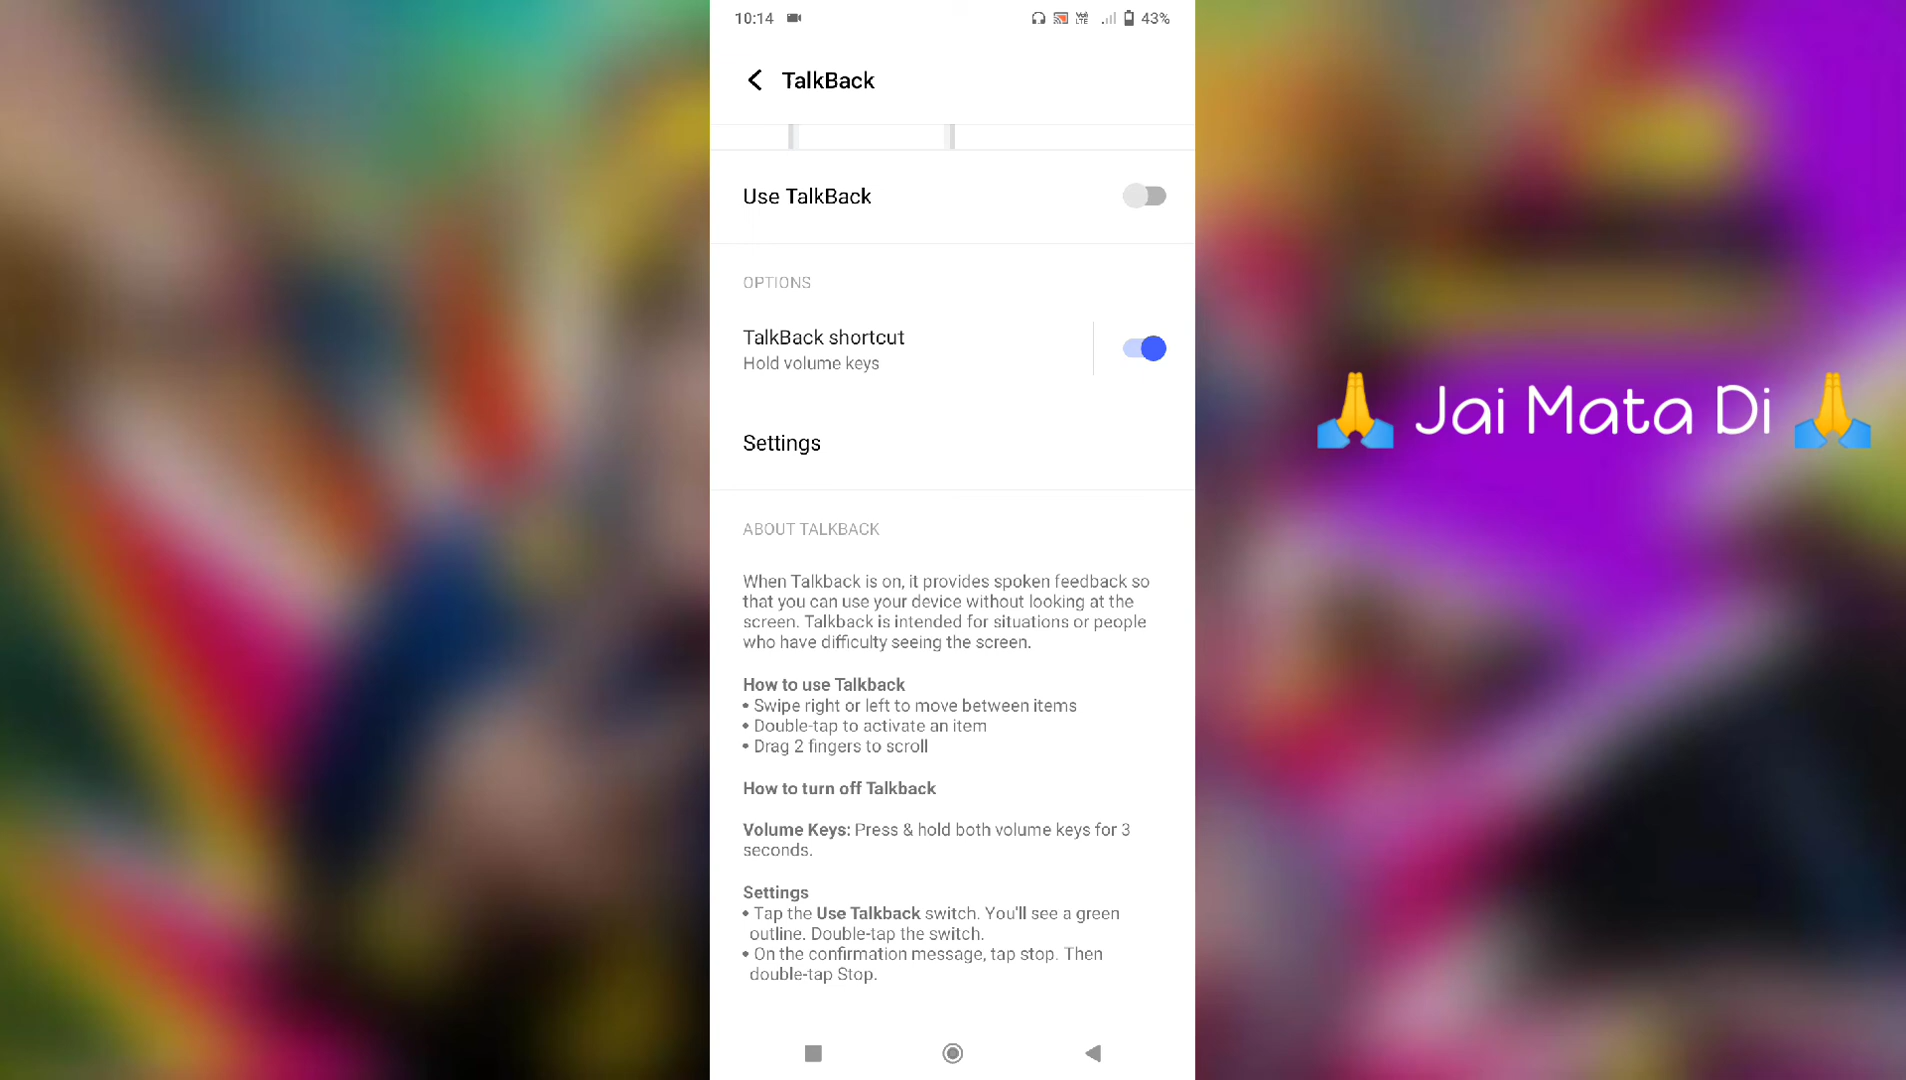 10:14
VoLTE 43%
TalkBack
Use TalkBack
OPTIONS
TalkBack shortcut
Hold volume keys
Settings
ABOUT TALKBACK
When Talkback is on, it provides spoken feedback so
that you can use your device without looking at the
screen. Talkback is intended for situations or people
who have difficulty seeing the screen.
How to use Talkback
• Swipe right or left to move between items
• Double-tap to activate an item
• Drag 2 fingers to scroll
How to turn off Talkback
Volume Keys: Press & hold both volume keys for 3
seconds.
Settings
• Tap the Use Talkback switch. You'll see a green
outline. Double-tap the switch.
• On the confirmation message, tap stop. Then
double-tap Stop.
🙏 Jai Mata Di 🙏